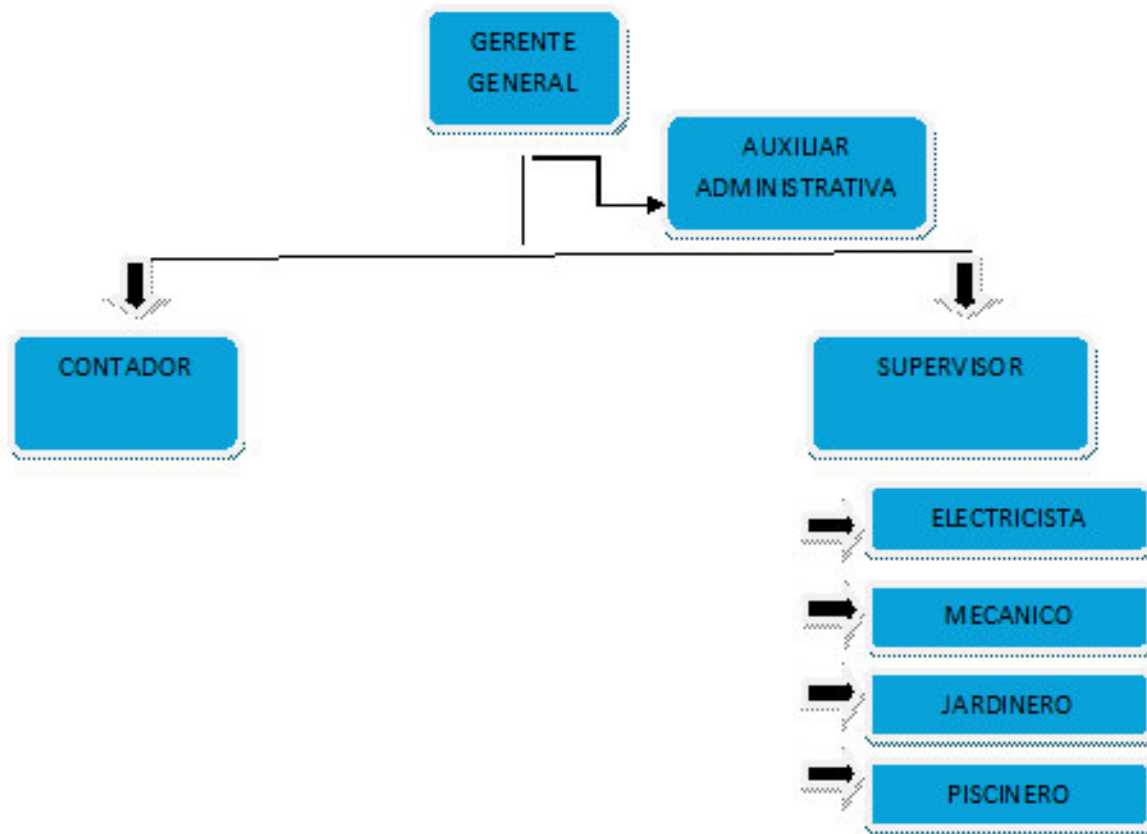 GERENTE
GENERAL
AUXILIAR
ADMINISTRATIVA
CONTADOR
SUPERVISOR
ELECTRICISTA
MECANICO
JARDINERO
PISCINERO